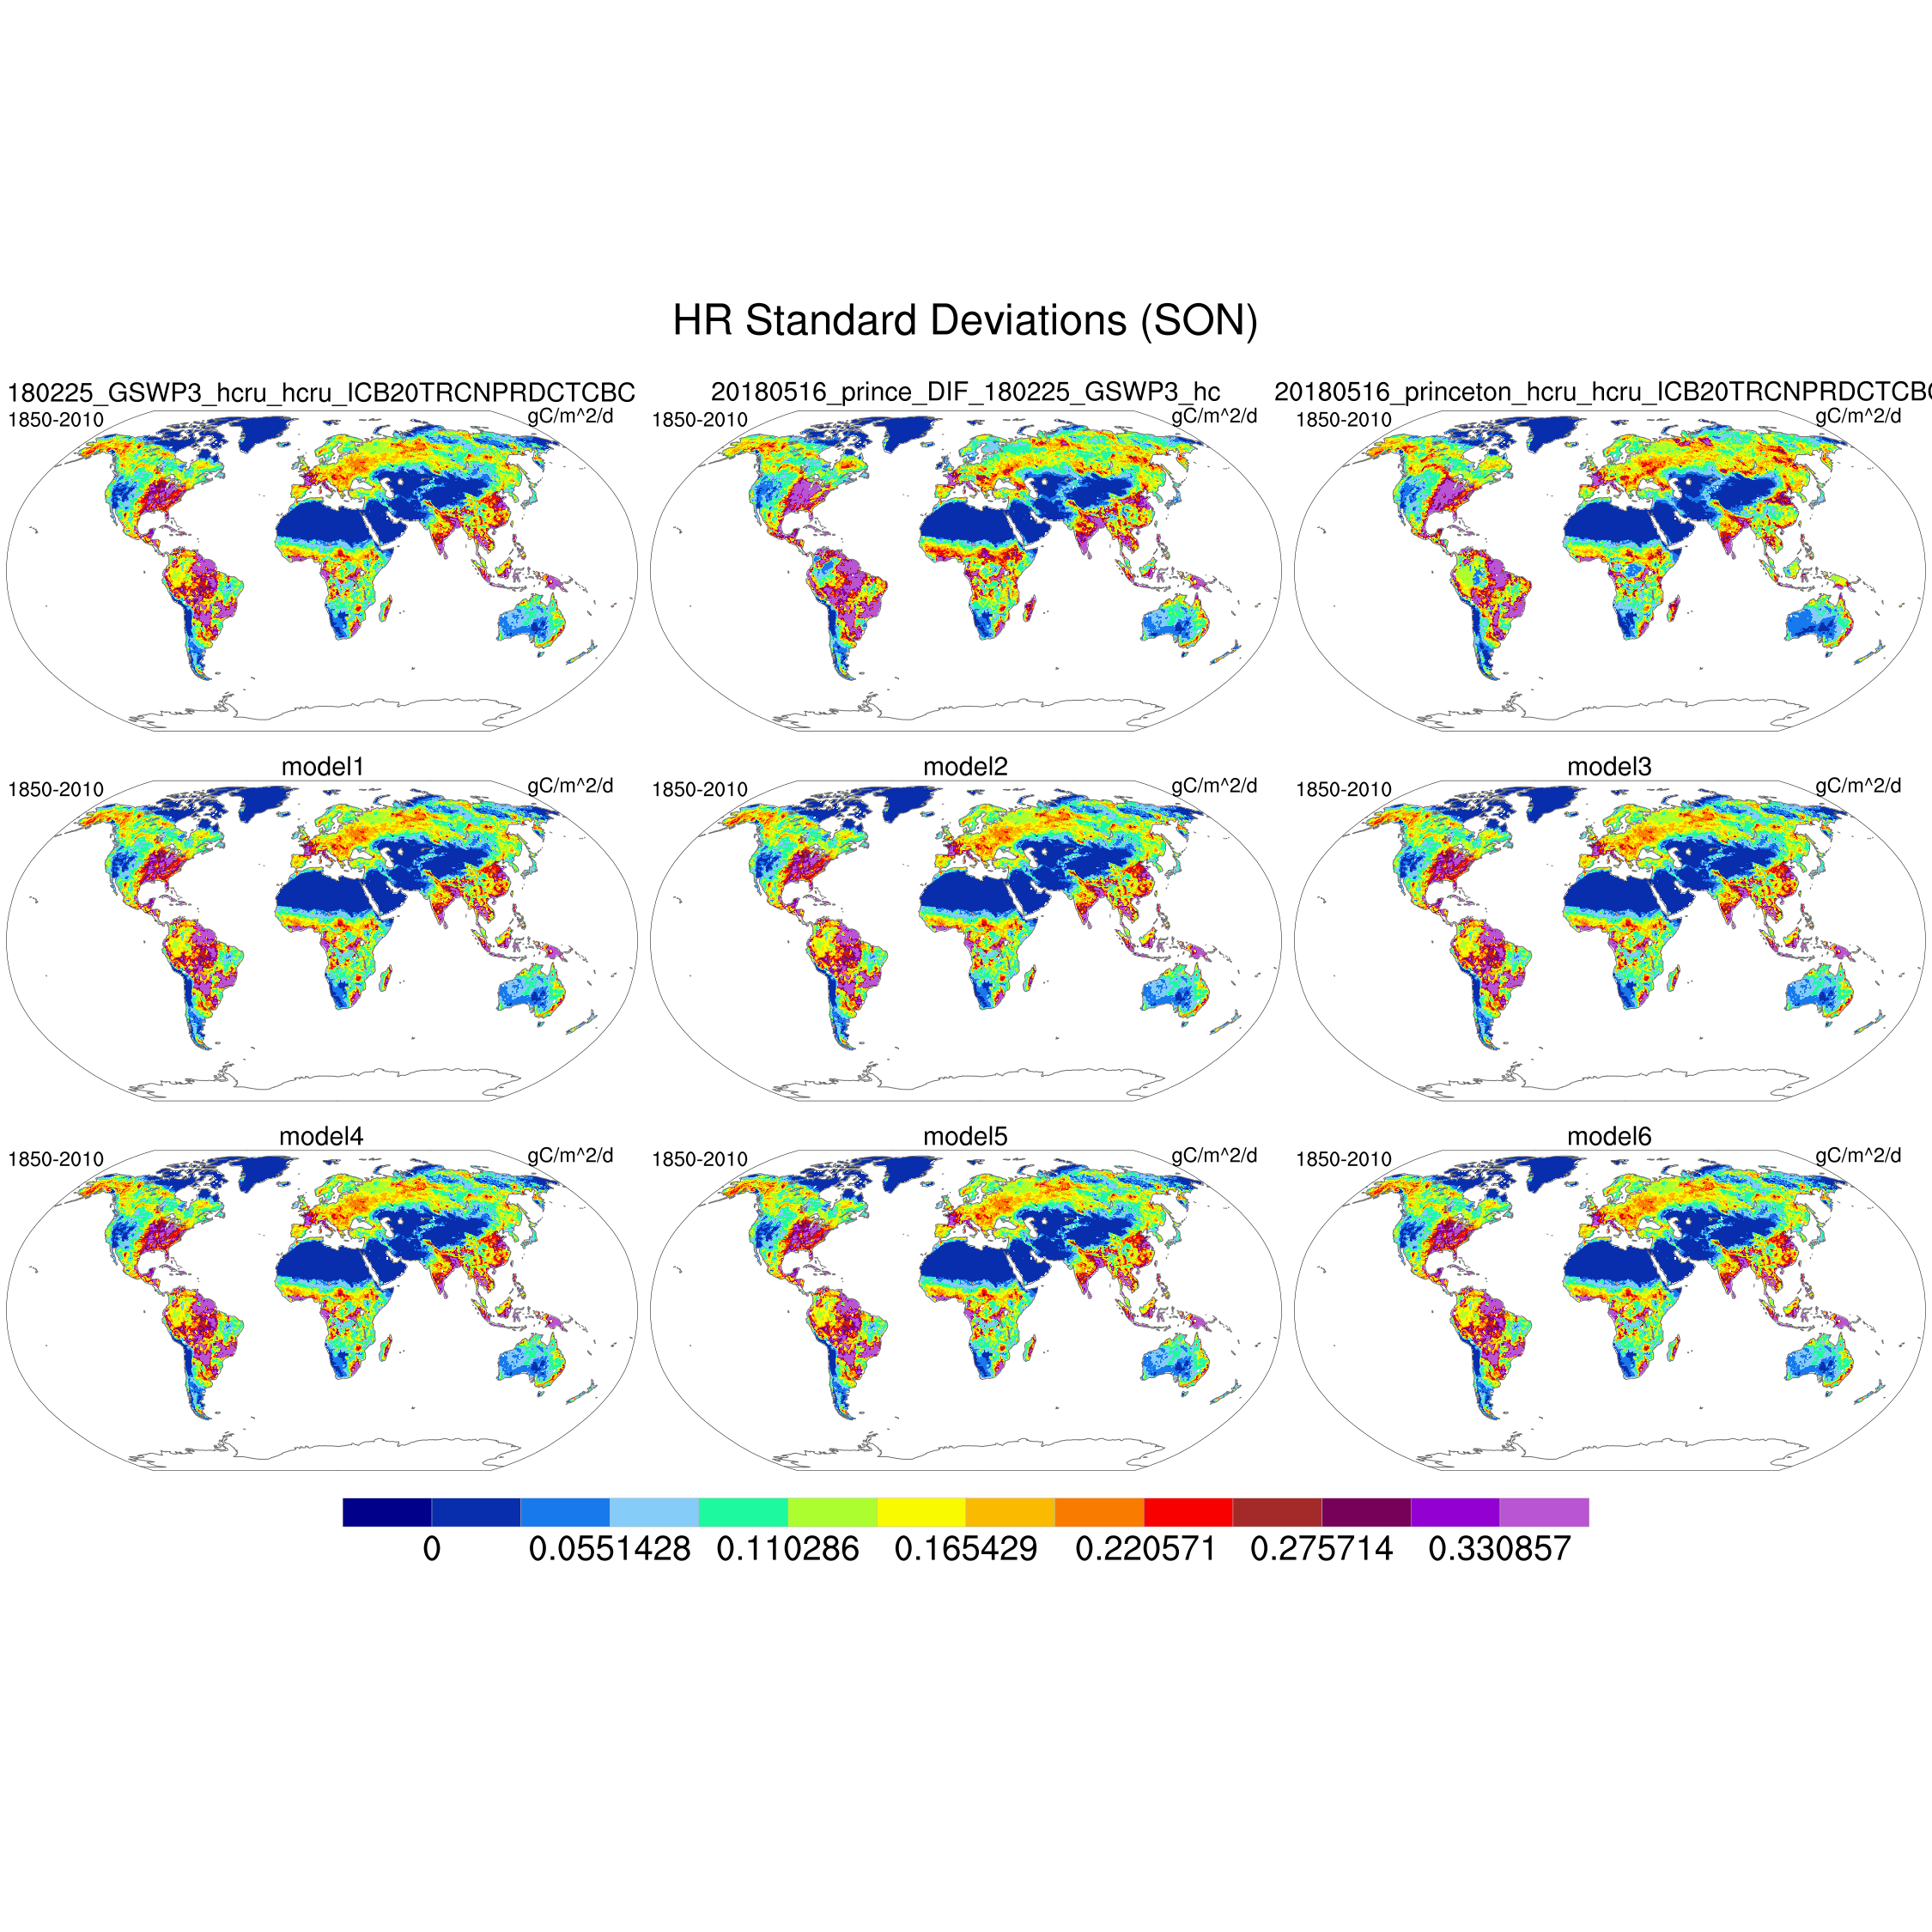 HR Standard Deviations (SON)
180225_GSWP3_hcru_hcru_ICB20TRCNPRDCTCBC
1850-2010
gC/m^2/d
20180516_prince_DIF_180225_GSWP3_hc
1850-2010
gC/m^2/d
20180516_princeton_hcru_hcru_ICB20TRCNPRDCTCBC
1850-2010
gC/m^2/d
model1
1850-2010
gC/m^2/d
model2
1850-2010
gC/m^2/d
model3
1850-2010
gC/m^2/d
model4
1850-2010
gC/m^2/d
model5
1850-2010
gC/m^2/d
model6
1850-2010
gC/m^2/d
0 0.0551428 0.110286 0.165429 0.220571 0.275714 0.330857